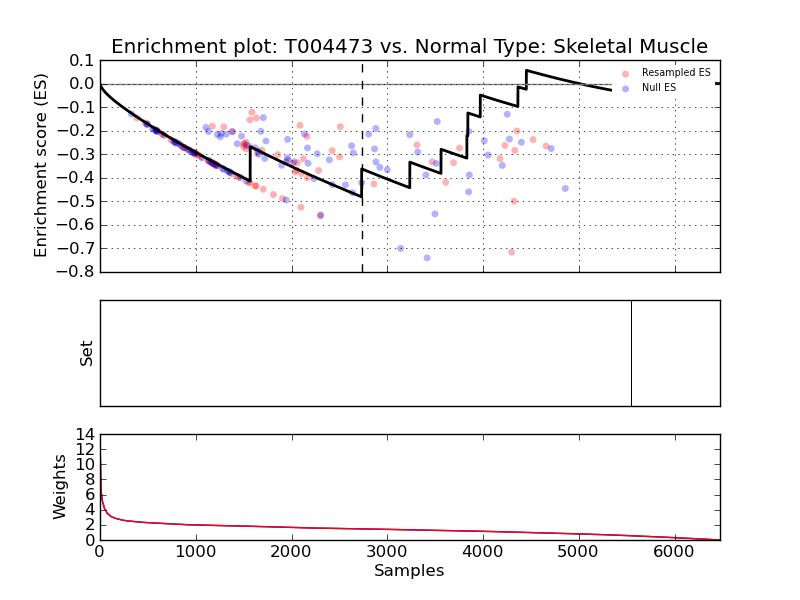 Enrichment plot: T004473 vs. Normal Type: Skeletal Muscle
0.1
0.0
−0.1
−0.2
−0.3
−0.4
−0.5
−0.6
−0.7
−0.8
Enrichment score (ES)
Resampled ES
Null ES
Set
14
12
10
8
6
4
2
0
Weights
0 1000 2000 3000 4000 5000 6000
Samples